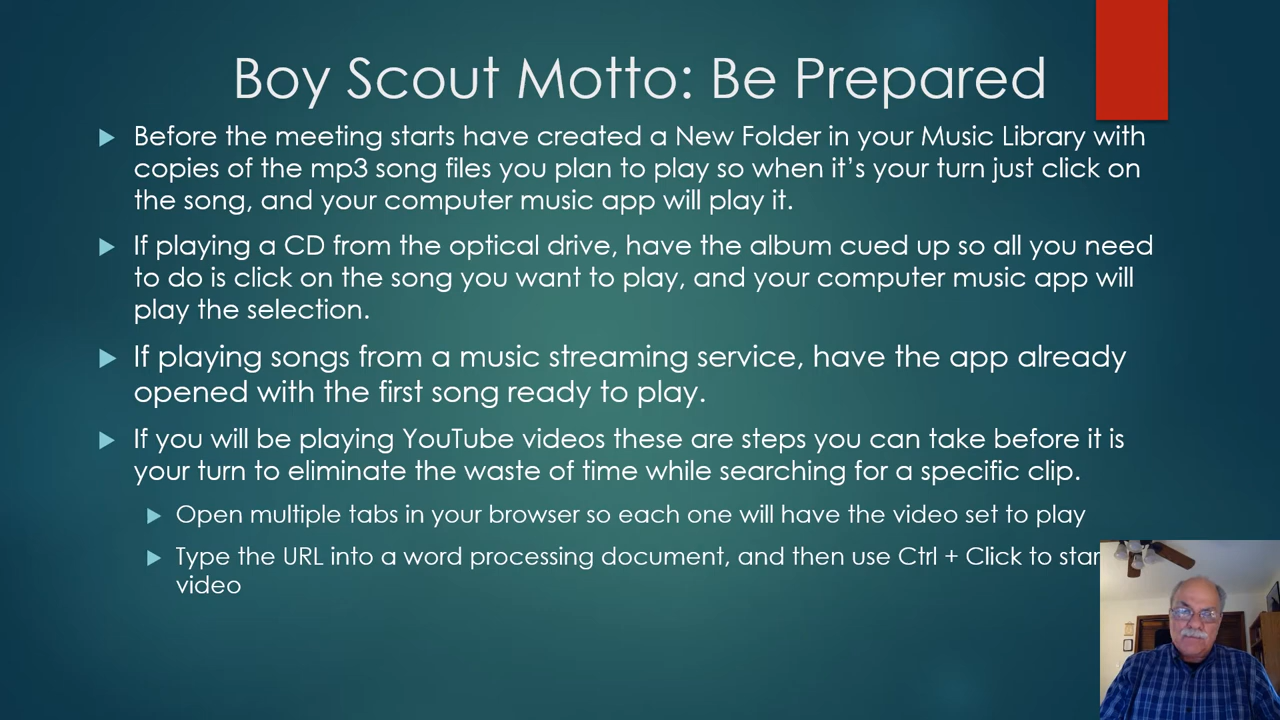 Boy Scout Motto: Be Prepared
Before the meeting starts have created a New Folder in your Music Library with
copies of the mp3 song files you plan to play so when it's your turn just click on
the song, and your computer music app will play it.
If playing a CD from the optical drive, have the album cued up so all you need
to do is click on the song you want to play, and your computer music app will
play the selection.
If playing songs from a music streaming service, have the app already
opened with the first song ready to play.
If you will be playing YouTube videos these are steps you can take before it is
your turn to eliminate the waste of time while searching for a specific clip.
Open multiple tabs in your browser so each one will have the video set to play
Type the URL into a word processing document, and then use Ctrl + Click to
video